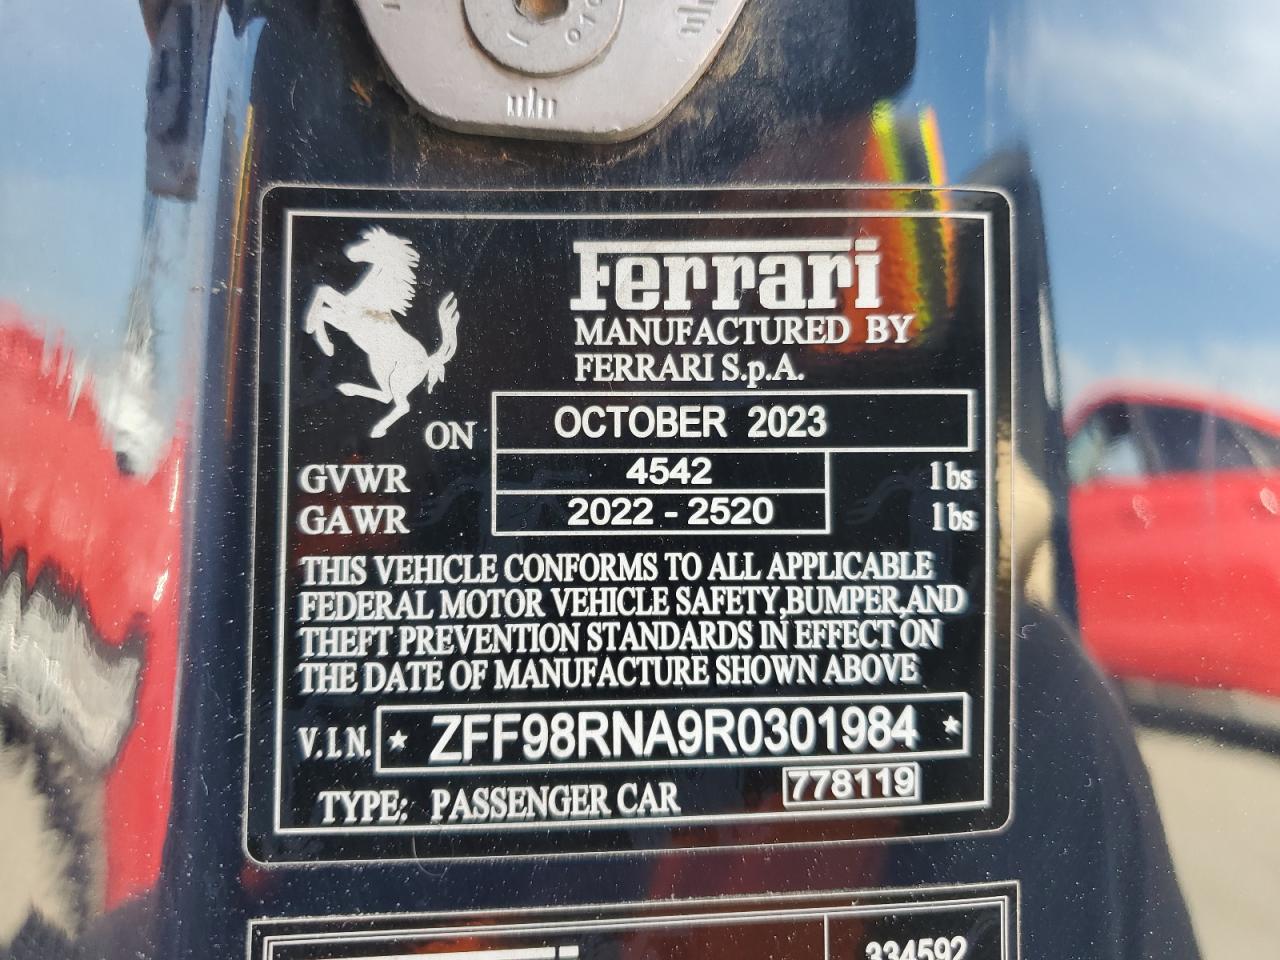 Ferrari
MANUFACTURED BY
FERRARI S.p.A.
ON OCTOBER 2023
GVWR 4542 lbs
GAWR 2022 - 2520 lbs
THIS VEHICLE CONFORMS TO ALL APPLICABLE
FEDERAL MOTOR VEHICLE SAFETY,BUMPER,AND
THEFT PREVENTION STANDARDS IN EFFECT ON
THE DATE OF MANUFACTURE SHOWN ABOVE
V.I.N. * ZFF98RNA9R0301984 *
TYPE: PASSENGER CAR 778119
334592